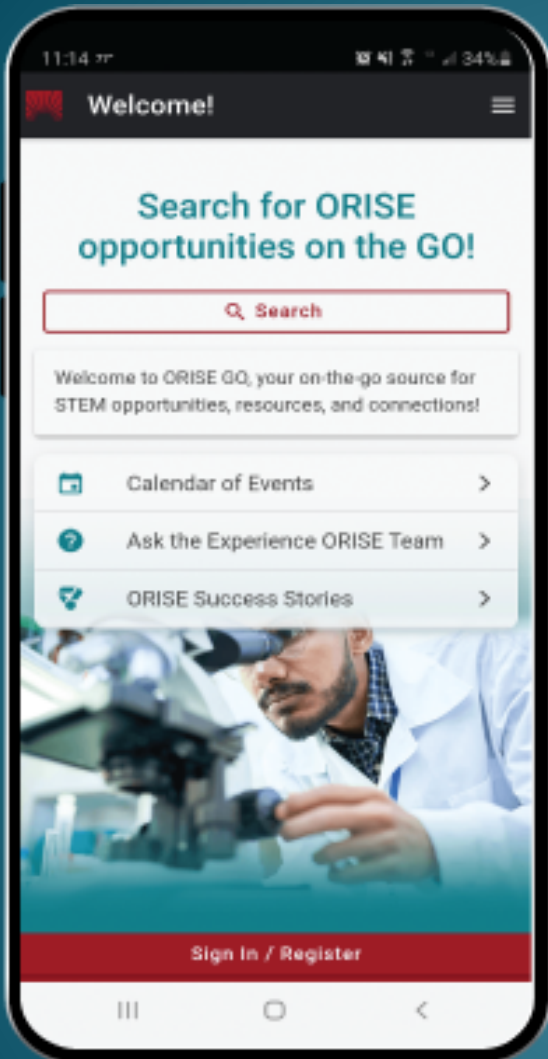 11:14
34%
Welcome!
Search for ORISE
opportunities on the GO!
Search
Welcome to ORISE GO, your on-the-go source for
STEM opportunities, resources, and connections!
Calendar of Events
Ask the Experience ORISE Team
ORISE Success Stories
Sign In / Register